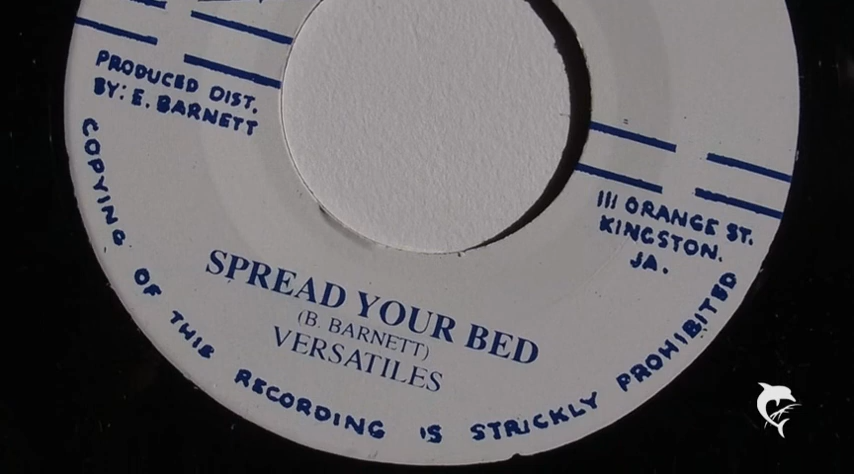 PRODUCED DIST.
BY: E. BARNETT
111 ORANGE ST.
KINGSTON.
JA.
SPREAD YOUR BED
(B. BARNETT)
VERSATILES
COPYING OF THIS RECORDING IS STRICKLY PROHIBITED